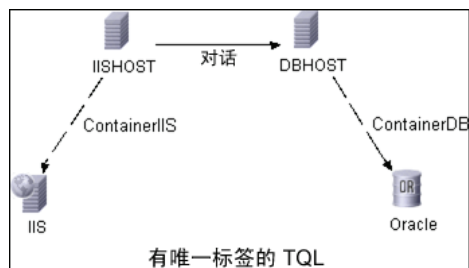 IISHOST
对话
DBHOST
ContainerIIS
ContainerDB
IIS
OR
Oracle
有唯一标签的 TQL